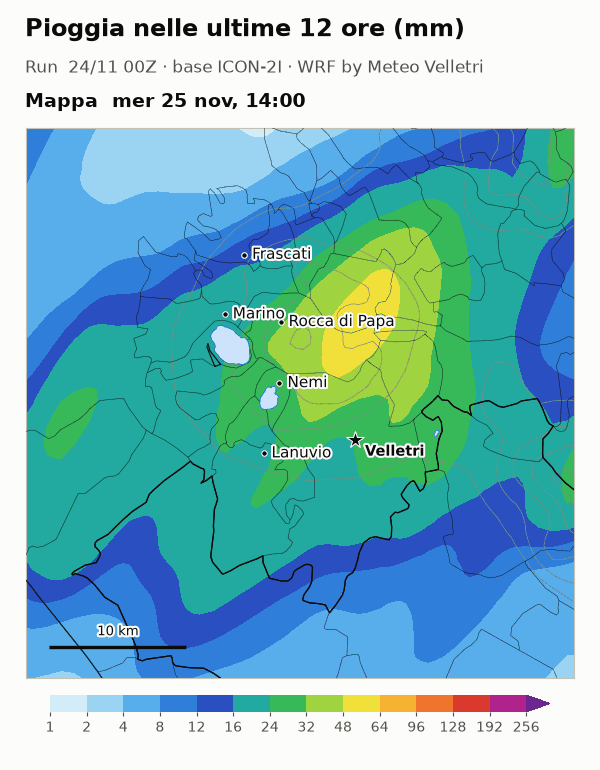 Pioggia nelle ultime 12 ore (mm)
Run  24/11 00Z · base ICON-2I · WRF by Meteo Velletri
Mappa  mer 25 nov, 14:00
Frascati
Marino
Rocca di Papa
Nemi
Velletri
Lanuvio
10 km
1 2 4 8 12 16 24 32 48 64 96 128 192 256